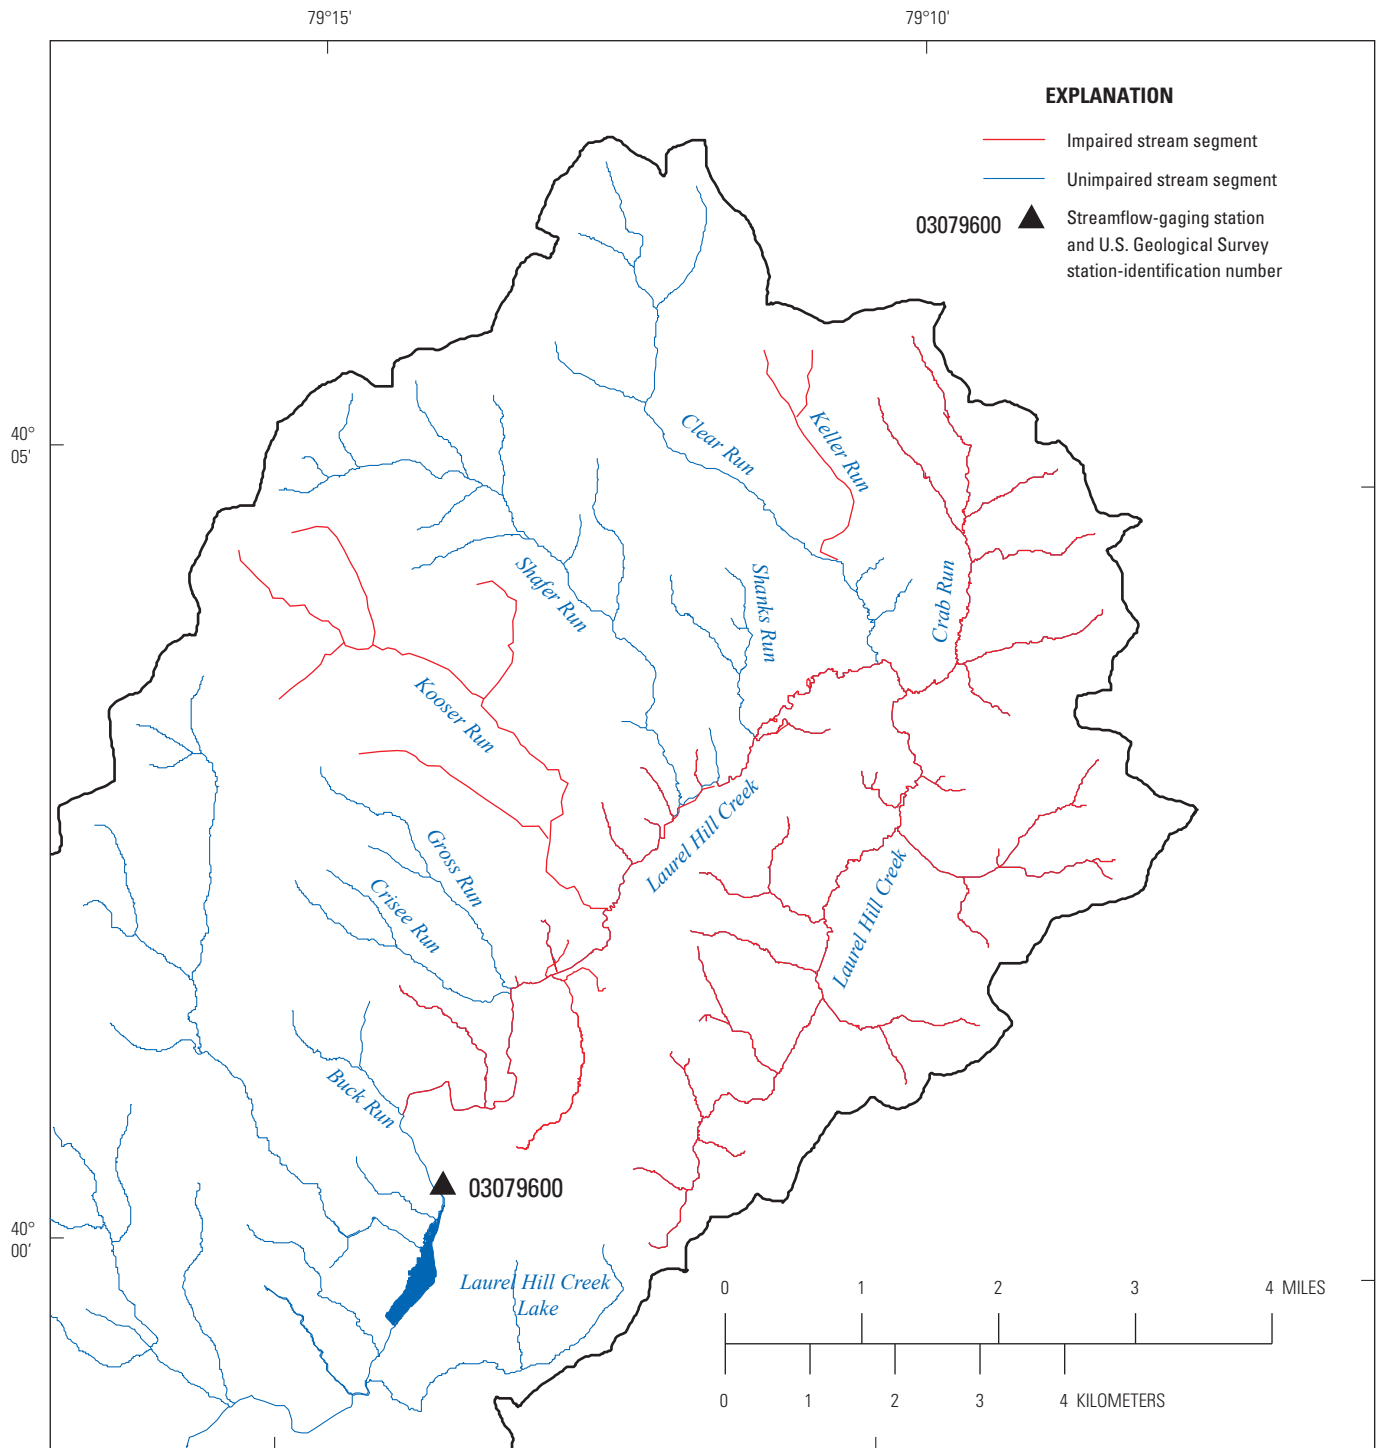 79°15'
79°10'
EXPLANATION
Impaired stream segment
Unimpaired stream segment
03079600
Streamflow-gaging station
and U.S. Geological Survey
station-identification number
40°
05'
Clear Run
Keller Run
Shafer Run
Shanks Run
Crab Run
Kooser Run
Laurel Hill Creek
Gross Run
Crisee Run
Laurel Hill Creek
Buck Run
03079600
40°
00'
Laurel Hill Creek
Lake
0 1 2 3 4 MILES
0 1 2 3 4 KILOMETERS